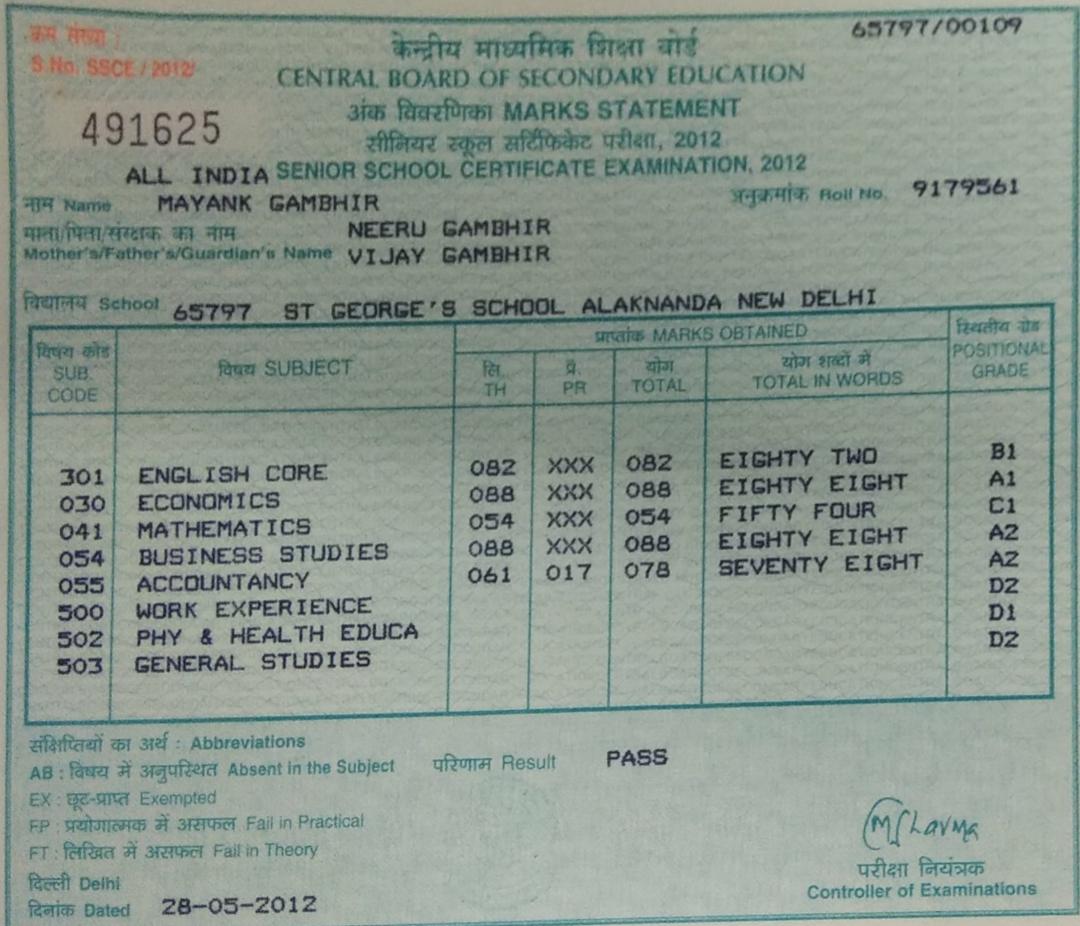 क्रम संख्या :
65797/00109
S.No. SSCE / 2012/
केन्द्रीय माध्यमिक शिक्षा बोर्ड
CENTRAL BOARD OF SECONDARY EDUCATION
491625
अंक विवरणिका MARKS STATEMENT
सीनियर स्कूल सर्टिफिकेट परीक्षा, 2012
ALL INDIA SENIOR SCHOOL CERTIFICATE EXAMINATION, 2012
नाम Name MAYANK GAMBHIR अनुक्रमांक Roll No. 9179561
माता/पिता/संरक्षक का नाम NEERU GAMBHIR
Mother's/Father's/Guardian's Name VIJAY GAMBHIR
विद्यालय School 65797 ST GEORGE'S SCHOOL ALAKNANDA NEW DELHI
विषय कोड SUB. CODE
विषय SUBJECT
प्राप्तांक MARKS OBTAINED
लि. TH
प्रै. PR
योग TOTAL
योग शब्दों में TOTAL IN WORDS
स्थितीय ग्रेड POSITIONAL GRADE
301 ENGLISH CORE 082 XXX 082 EIGHTY TWO B1
030 ECONOMICS 088 XXX 088 EIGHTY EIGHT A1
041 MATHEMATICS 054 XXX 054 FIFTY FOUR C1
054 BUSINESS STUDIES 088 XXX 088 EIGHTY EIGHT A2
055 ACCOUNTANCY 061 017 078 SEVENTY EIGHT A2
500 WORK EXPERIENCE D2
502 PHY & HEALTH EDUCA D1
503 GENERAL STUDIES D2
संक्षिप्तियों का अर्थ : Abbreviations
AB : विषय में अनुपस्थित Absent in the Subject परिणाम Result PASS
EX : छूट-प्राप्त Exempted
FP : प्रयोगात्मक में असफल Fail in Practical
FT : लिखित में असफल Fail in Theory
MSharma
परीक्षा नियंत्रक
दिल्ली Delhi
Controller of Examinations
दिनांक Dated 28-05-2012